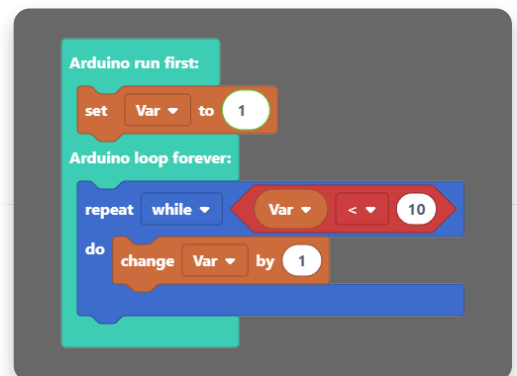 Arduino run first:
set Var to 1
Arduino loop forever:
repeat while Var < 10
do
change Var by 1